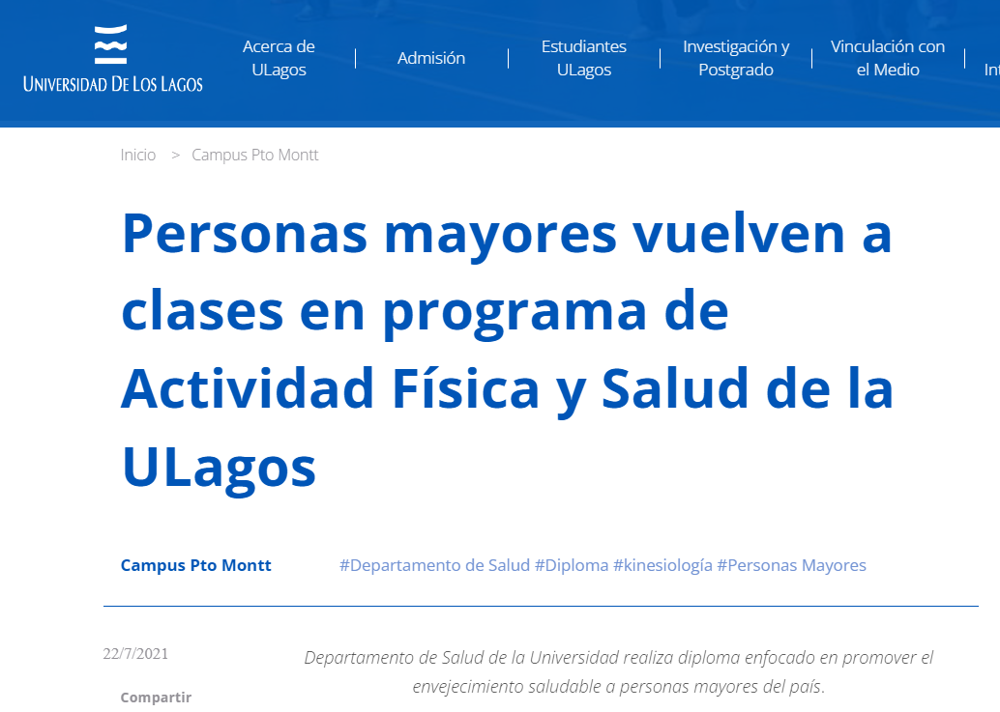 UNIVERSIDAD DE LOS LAGOS
Acerca de
ULagos
Admisión
Estudiantes
ULagos
Investigación y
Postgrado
Vinculación con
el Medio
Inicio > Campus Pto Montt
Personas mayores vuelven a
clases en programa de
Actividad Física y Salud de la
ULagos
Campus Pto Montt #Departamento de Salud #Diploma #kinesiología #Personas Mayores
22/7/2021
Compartir
Departamento de Salud de la Universidad realiza diploma enfocado en promover el
envejecimiento saludable a personas mayores del país.